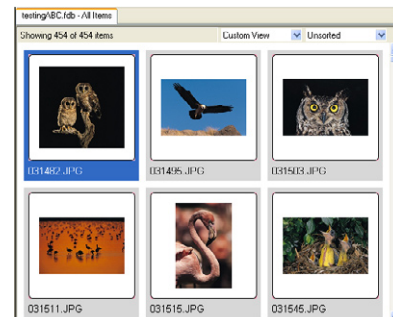 testing\BC.fdb - All Items
Showing 454 of 454 items Custom View Unsorted
031482.JPG 031495.JPG 031503.JPG
031511.JPG 031515.JPG 031545.JPG